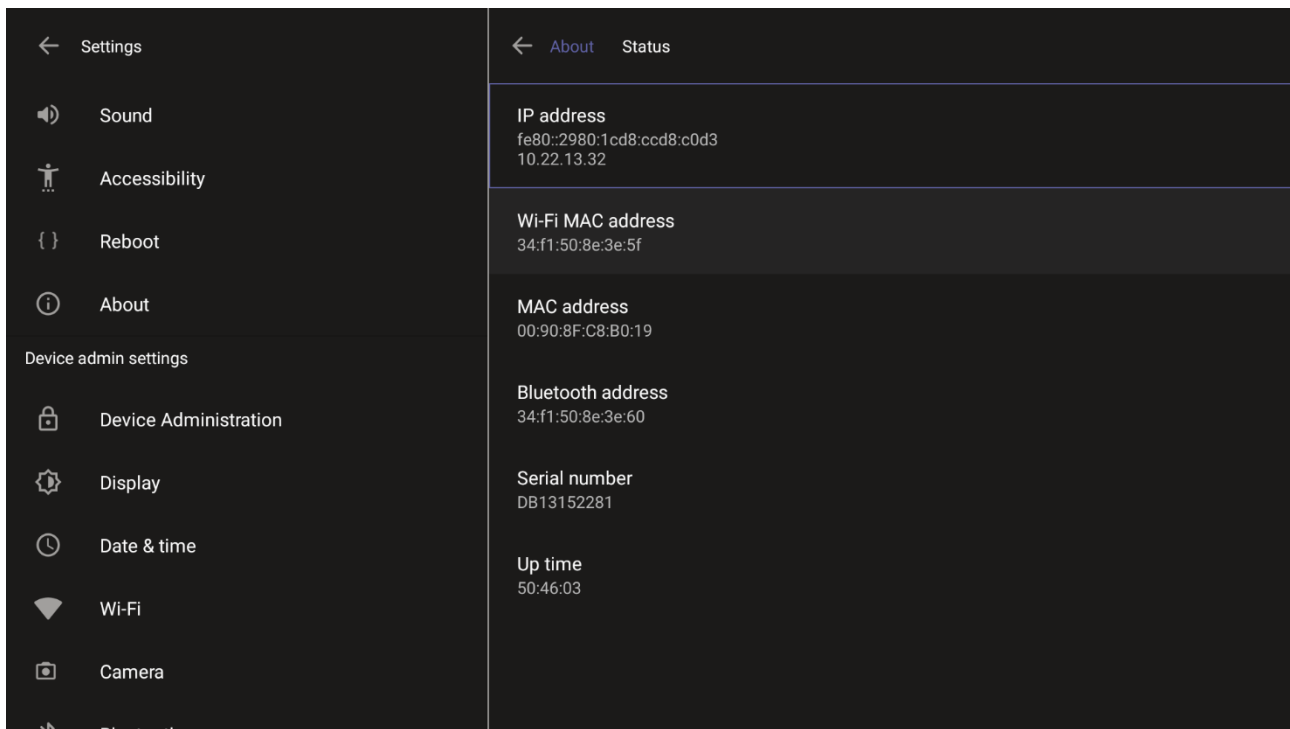 Settings
Sound
Accessibility
{ } Reboot
About
Device admin settings
Device Administration
Display
Date & time
Wi-Fi
Camera
About Status
IP address
fe80::2980:1cd8:ccd8:c0d3
10.22.13.32
Wi-Fi MAC address
34:f1:50:8e:3e:5f
MAC address
00:90:8F:C8:B0:19
Bluetooth address
34:f1:50:8e:3e:60
Serial number
DB13152281
Up time
50:46:03